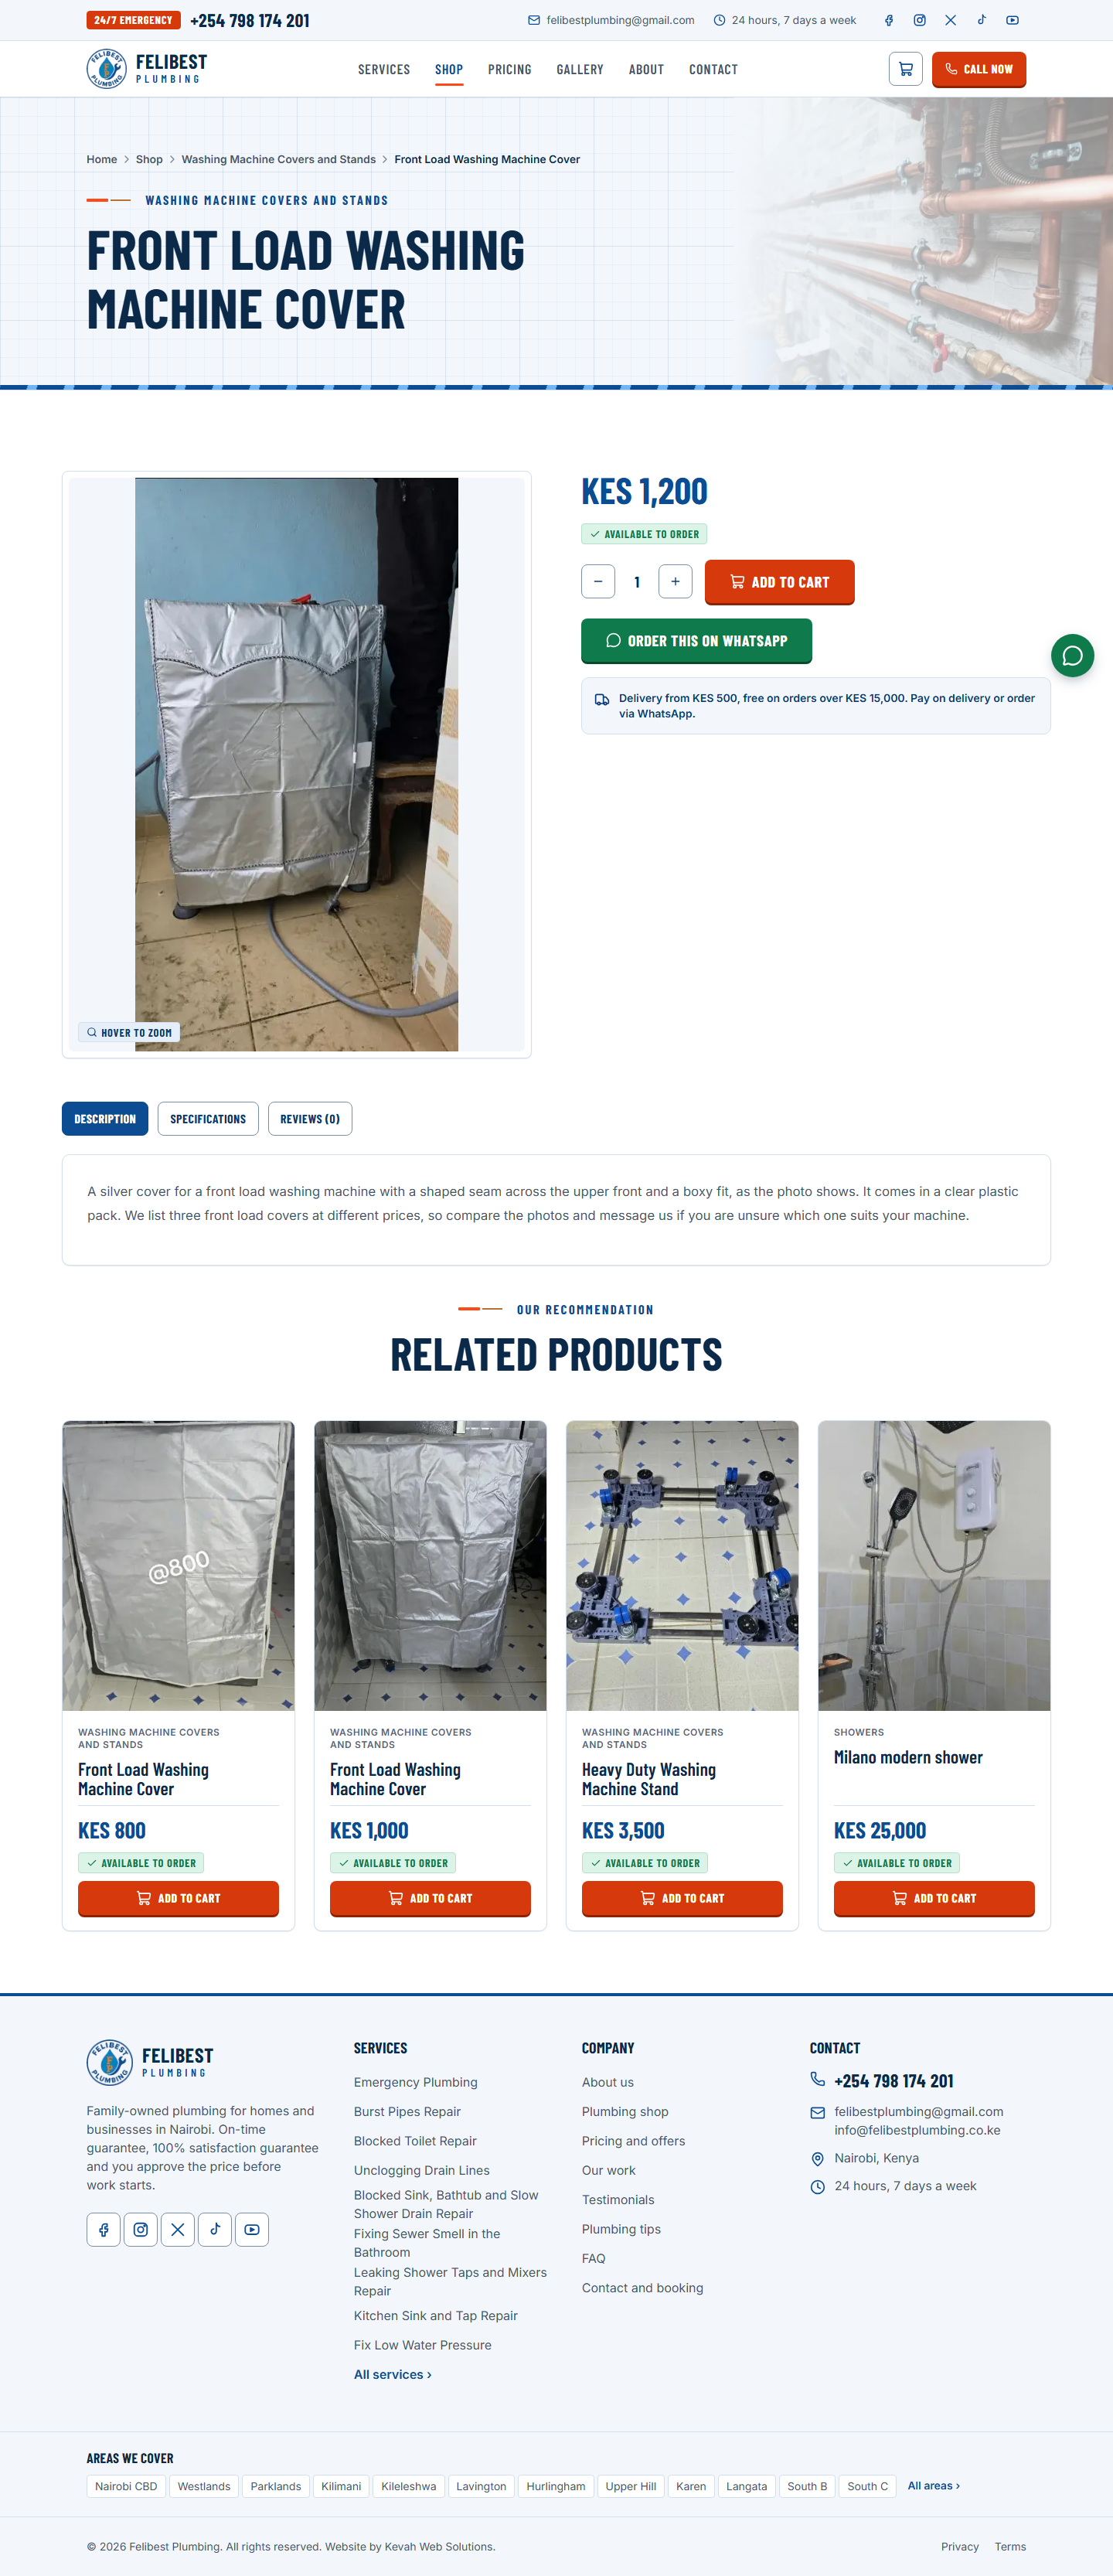 24/7 EMERGENCY +254 798 174 201 felibestplumbing@gmail.com 24 hours, 7 days a week
FELIBEST PLUMBING
FELIBEST
PLUMBING
SERVICES SHOP PRICING GALLERY ABOUT CONTACT
CALL NOW
Home > Shop > Washing Machine Covers and Stands > Front Load Washing Machine Cover
WASHING MACHINE COVERS AND STANDS
FRONT LOAD WASHING
MACHINE COVER
KES 1,200
AVAILABLE TO ORDER
− 1 + ADD TO CART
ORDER THIS ON WHATSAPP
Delivery from KES 500, free on orders over KES 15,000. Pay on delivery or order
via WhatsApp.
HOVER TO ZOOM
DESCRIPTION SPECIFICATIONS REVIEWS (0)
A silver cover for a front load washing machine with a shaped seam across the upper front and a boxy fit, as the photo shows. It comes in a clear plastic
pack. We list three front load covers at different prices, so compare the photos and message us if you are unsure which one suits your machine.
OUR RECOMMENDATION
RELATED PRODUCTS
@800
WASHING MACHINE COVERS
AND STANDS
Front Load Washing
Machine Cover
KES 800
AVAILABLE TO ORDER
ADD TO CART
WASHING MACHINE COVERS
AND STANDS
Front Load Washing
Machine Cover
KES 1,000
AVAILABLE TO ORDER
ADD TO CART
WASHING MACHINE COVERS
AND STANDS
Heavy Duty Washing
Machine Stand
KES 3,500
AVAILABLE TO ORDER
ADD TO CART
SHOWERS
Milano modern shower
KES 25,000
AVAILABLE TO ORDER
ADD TO CART
FELIBEST PLUMBING
FELIBEST
PLUMBING
Family-owned plumbing for homes and
businesses in Nairobi. On-time
guarantee, 100% satisfaction guarantee
and you approve the price before
work starts.
SERVICES
Emergency Plumbing
Burst Pipes Repair
Blocked Toilet Repair
Unclogging Drain Lines
Blocked Sink, Bathtub and Slow
Shower Drain Repair
Fixing Sewer Smell in the
Bathroom
Leaking Shower Taps and Mixers
Repair
Kitchen Sink and Tap Repair
Fix Low Water Pressure
All services ›
COMPANY
About us
Plumbing shop
Pricing and offers
Our work
Testimonials
Plumbing tips
FAQ
Contact and booking
CONTACT
+254 798 174 201
felibestplumbing@gmail.com
info@felibestplumbing.co.ke
Nairobi, Kenya
24 hours, 7 days a week
AREAS WE COVER
Nairobi CBD Westlands Parklands Kilimani Kileleshwa Lavington Hurlingham Upper Hill Karen Langata South B South C All areas ›
© 2026 Felibest Plumbing. All rights reserved. Website by Kevah Web Solutions. Privacy Terms